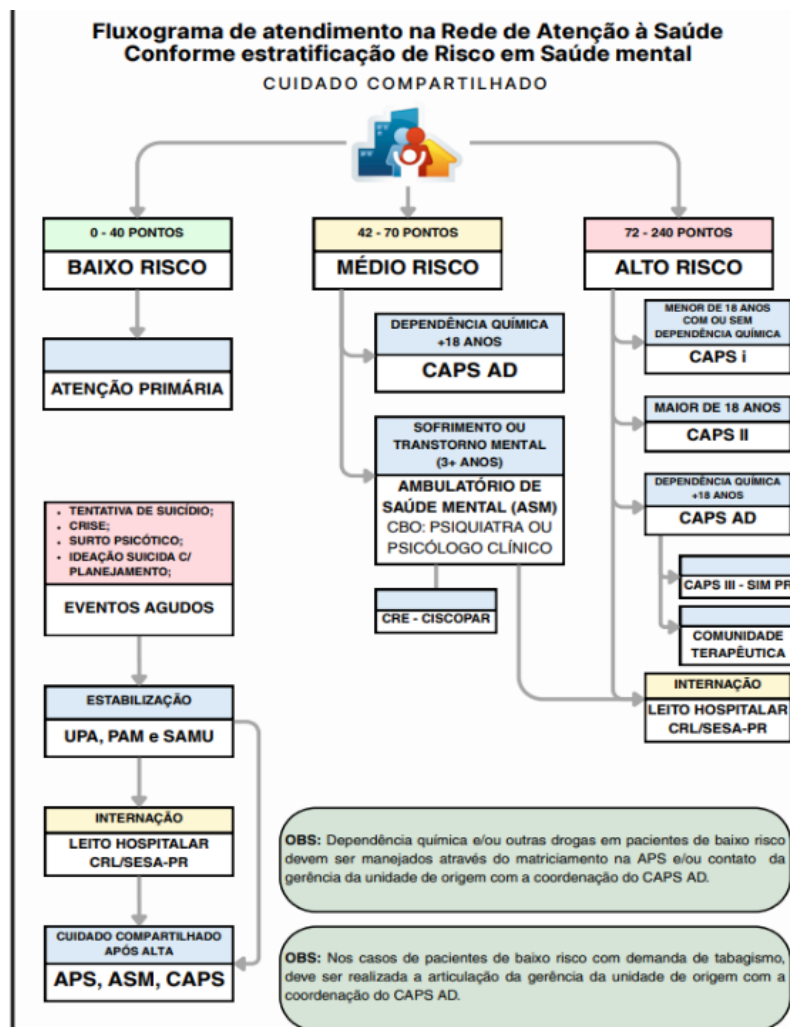 Fluxograma de atendimento na Rede de Atenção à Saúde
Conforme estratificação de Risco em Saúde mental
CUIDADO COMPARTILHADO
0 - 40 PONTOS
BAIXO RISCO
ATENÇÃO PRIMÁRIA
42 - 70 PONTOS
MÉDIO RISCO
DEPENDÊNCIA QUÍMICA
+18 ANOS
CAPS AD
SOFRIMENTO OU
TRANSTORNO MENTAL
(3+ ANOS)
AMBULATÓRIO DE
SAÚDE MENTAL (ASM)
CBO: PSIQUIATRA OU
PSICÓLOGO CLÍNICO
CRE - CISCOPAR
72 - 240 PONTOS
ALTO RISCO
MENOR DE 18 ANOS
COM OU SEM
DEPENDÊNCIA QUÍMICA
CAPS i
MAIOR DE 18 ANOS
CAPS II
DEPENDÊNCIA QUÍMICA
+18 ANOS
CAPS AD
CAPS III - SIM PR
COMUNIDADE
TERAPÊUTICA
INTERNAÇÃO
LEITO HOSPITALAR
CRL/SESA-PR
• TENTATIVA DE SUICÍDIO;
• CRISE;
• SURTO PSICÓTICO;
• IDEAÇÃO SUICIDA C/
PLANEJAMENTO;
EVENTOS AGUDOS
ESTABILIZAÇÃO
UPA, PAM e SAMU
INTERNAÇÃO
LEITO HOSPITALAR
CRL/SESA-PR
CUIDADO COMPARTILHADO
APÓS ALTA
APS, ASM, CAPS
OBS: Dependência química e/ou outras drogas em pacientes de baixo risco
devem ser manejados através do matriciamento na APS e/ou contato da
gerência da unidade de origem com a coordenação do CAPS AD.
OBS: Nos casos de pacientes de baixo risco com demanda de tabagismo,
deve ser realizada a articulação da gerência da unidade de origem com a
coordenação do CAPS AD.